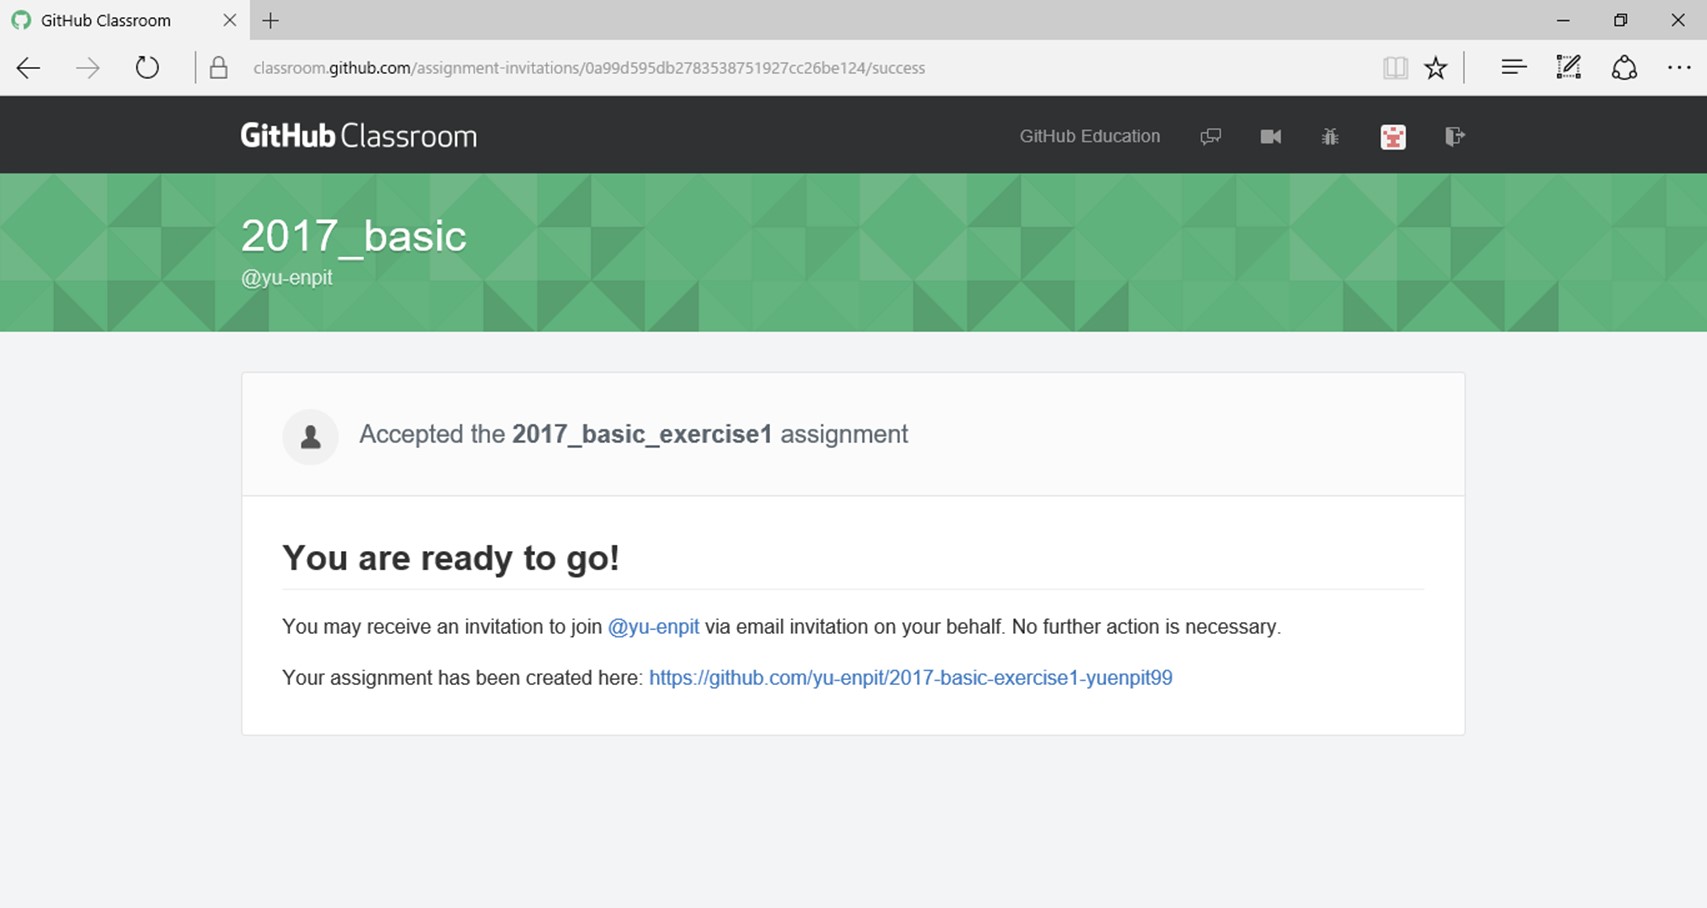 GitHub Classroom
classroom.github.com/assignment-invitations/0a99d595db2783538751927cc26be124/success
GitHub Classroom
GitHub Education
2017_basic
@yu-enpit
Accepted the 2017_basic_exercise1 assignment
You are ready to go!
You may receive an invitation to join @yu-enpit via email invitation on your behalf. No further action is necessary.
Your assignment has been created here: https://github.com/yu-enpit/2017-basic-exercise1-yuenpit99